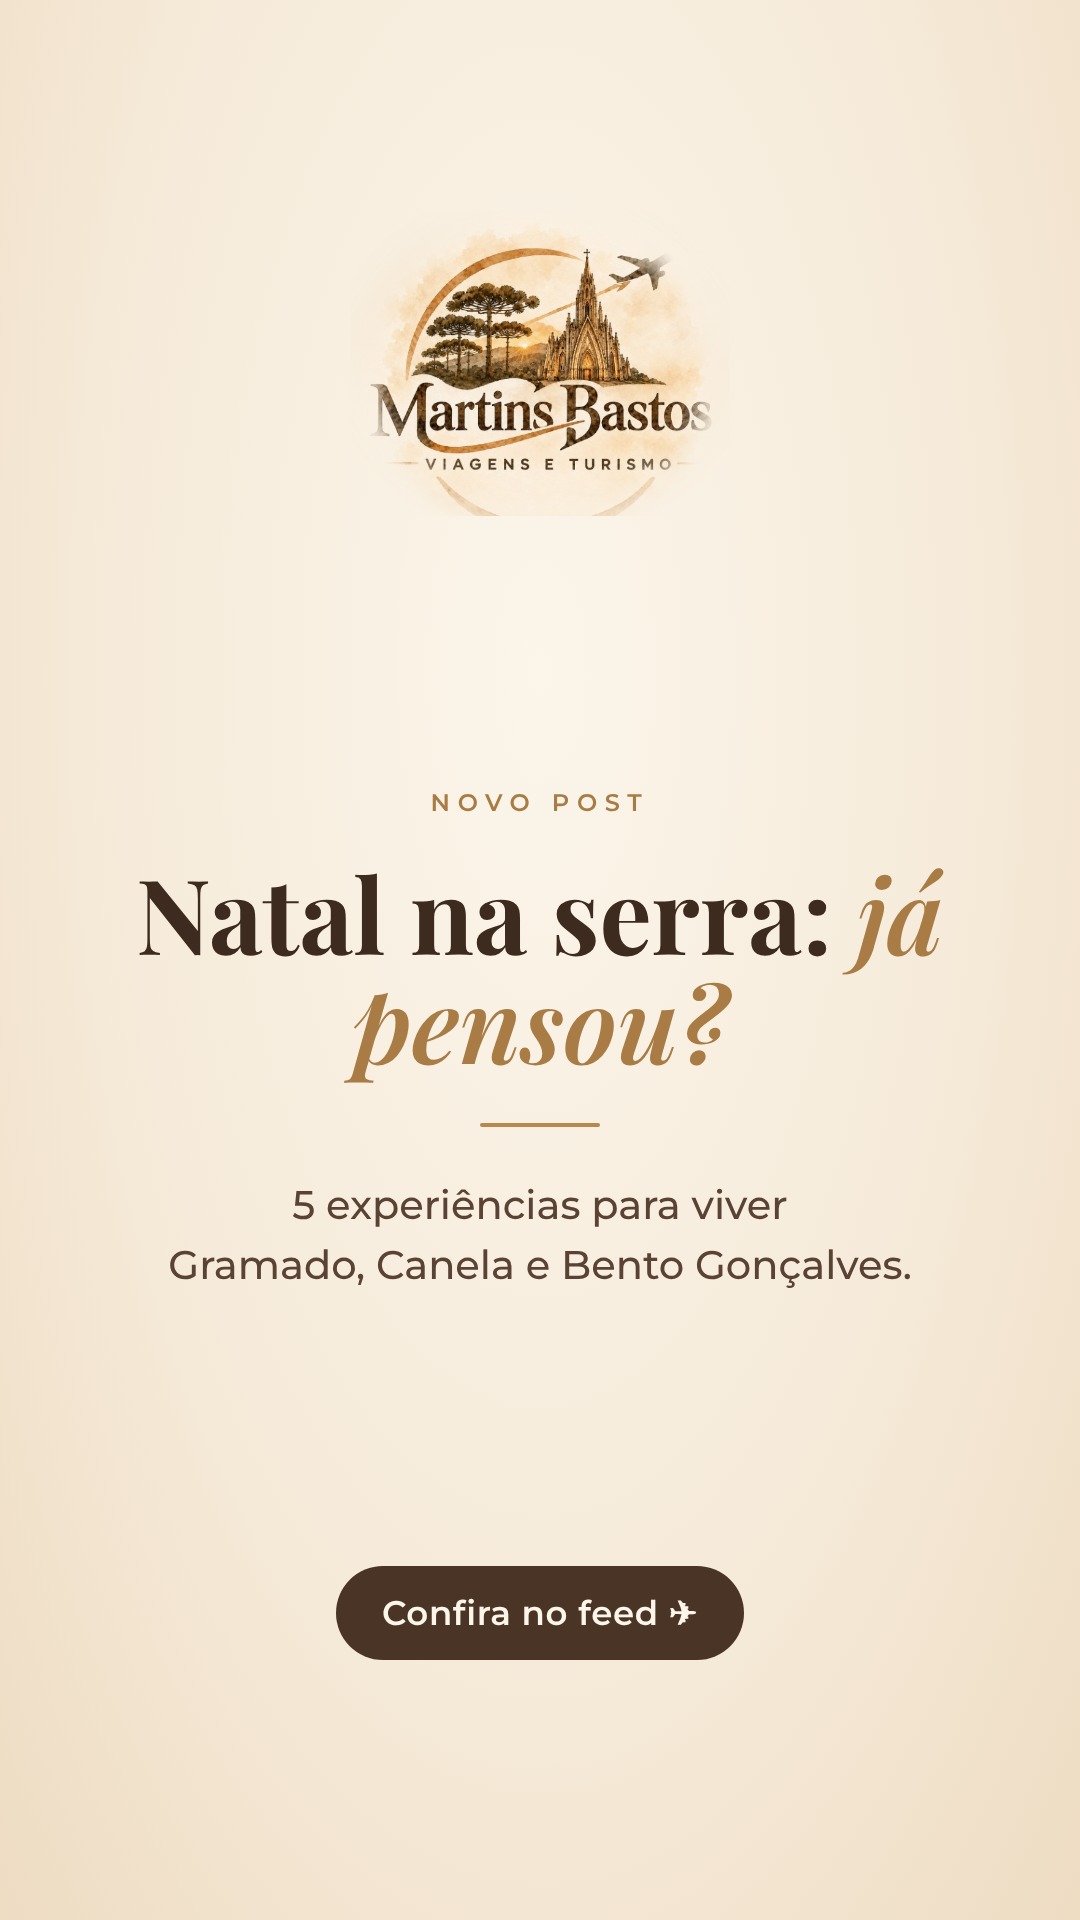 Martins Bastos
VIAGENS E TURISMO
NOVO POST
Natal na serra: já
pensou?
5 experiências para viver
Gramado, Canela e Bento Gonçalves.
Confira no feed ✈